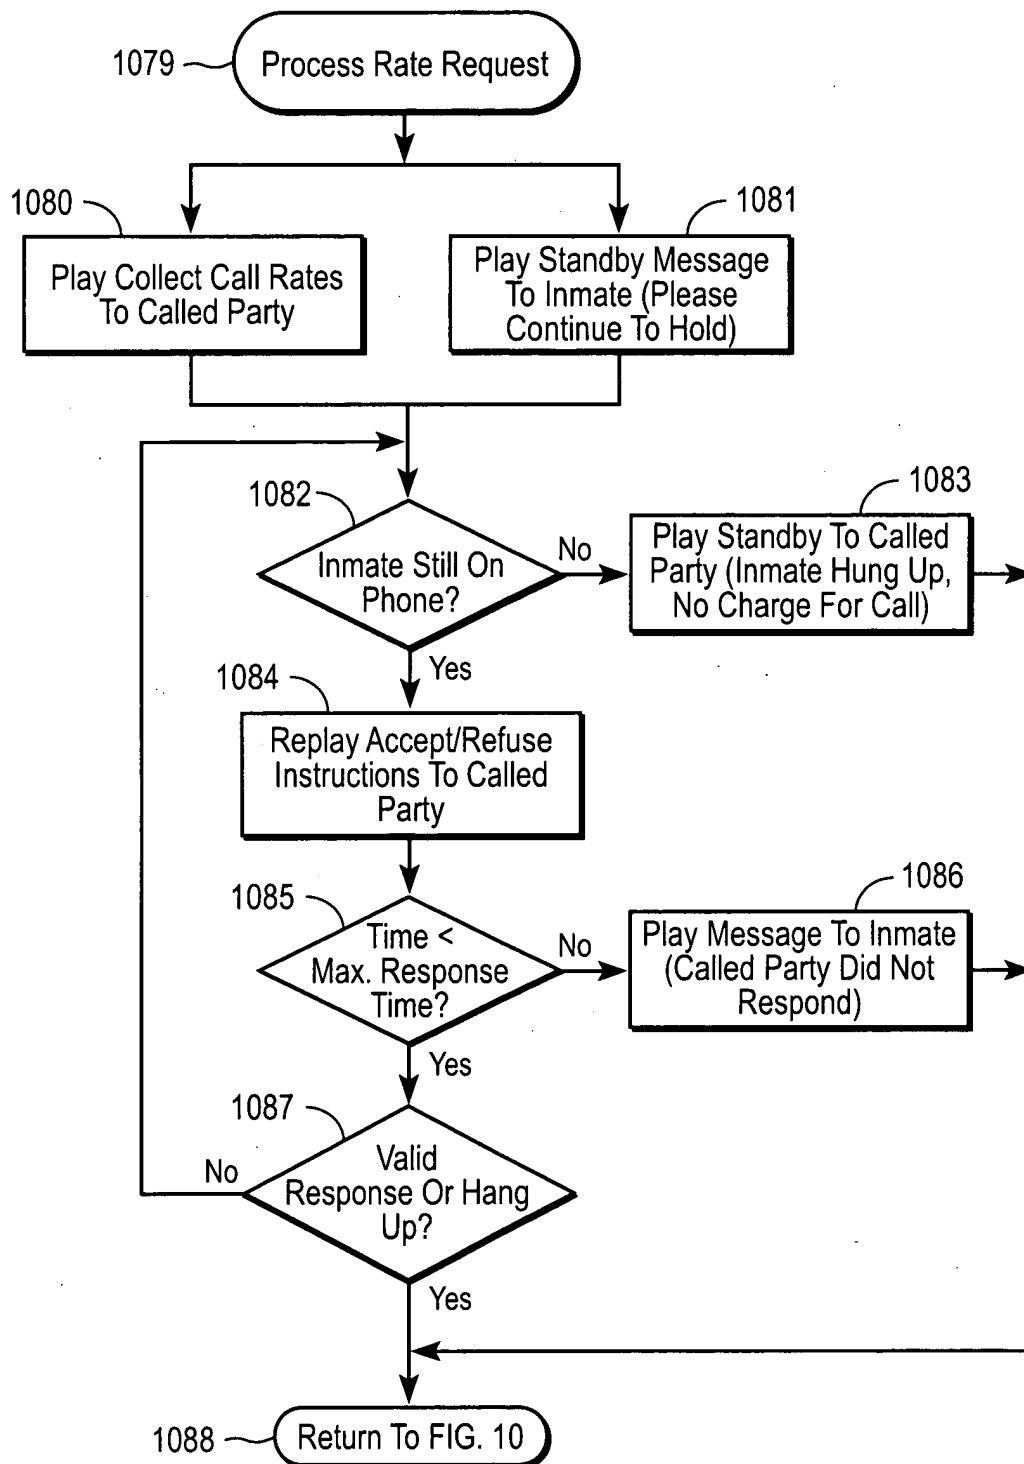 1079
Process Rate Request
1080
Play Collect Call Rates
To Called Party
1081
Play Standby Message
To Inmate (Please
Continue To Hold)
1082
Inmate Still On
Phone?
No
1083
Play Standby To Called
Party (Inmate Hung Up,
No Charge For Call)
Yes
1084
Replay Accept/Refuse
Instructions To Called
Party
1085
Time <
Max. Response
Time?
No
1086
Play Message To Inmate
(Called Party Did Not
Respond)
Yes
1087
Valid
Response Or Hang
Up?
No
Yes
1088
Return To FIG. 10